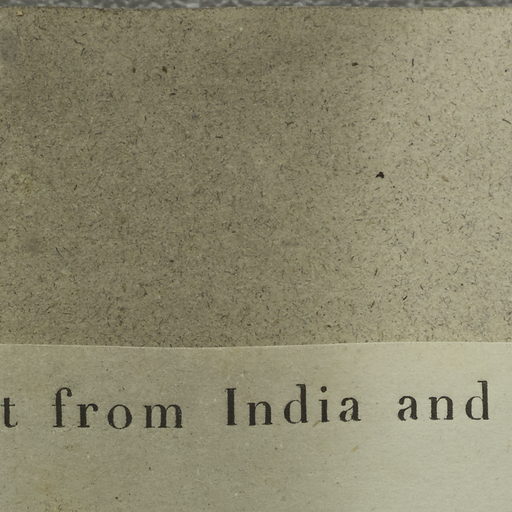 t from India and